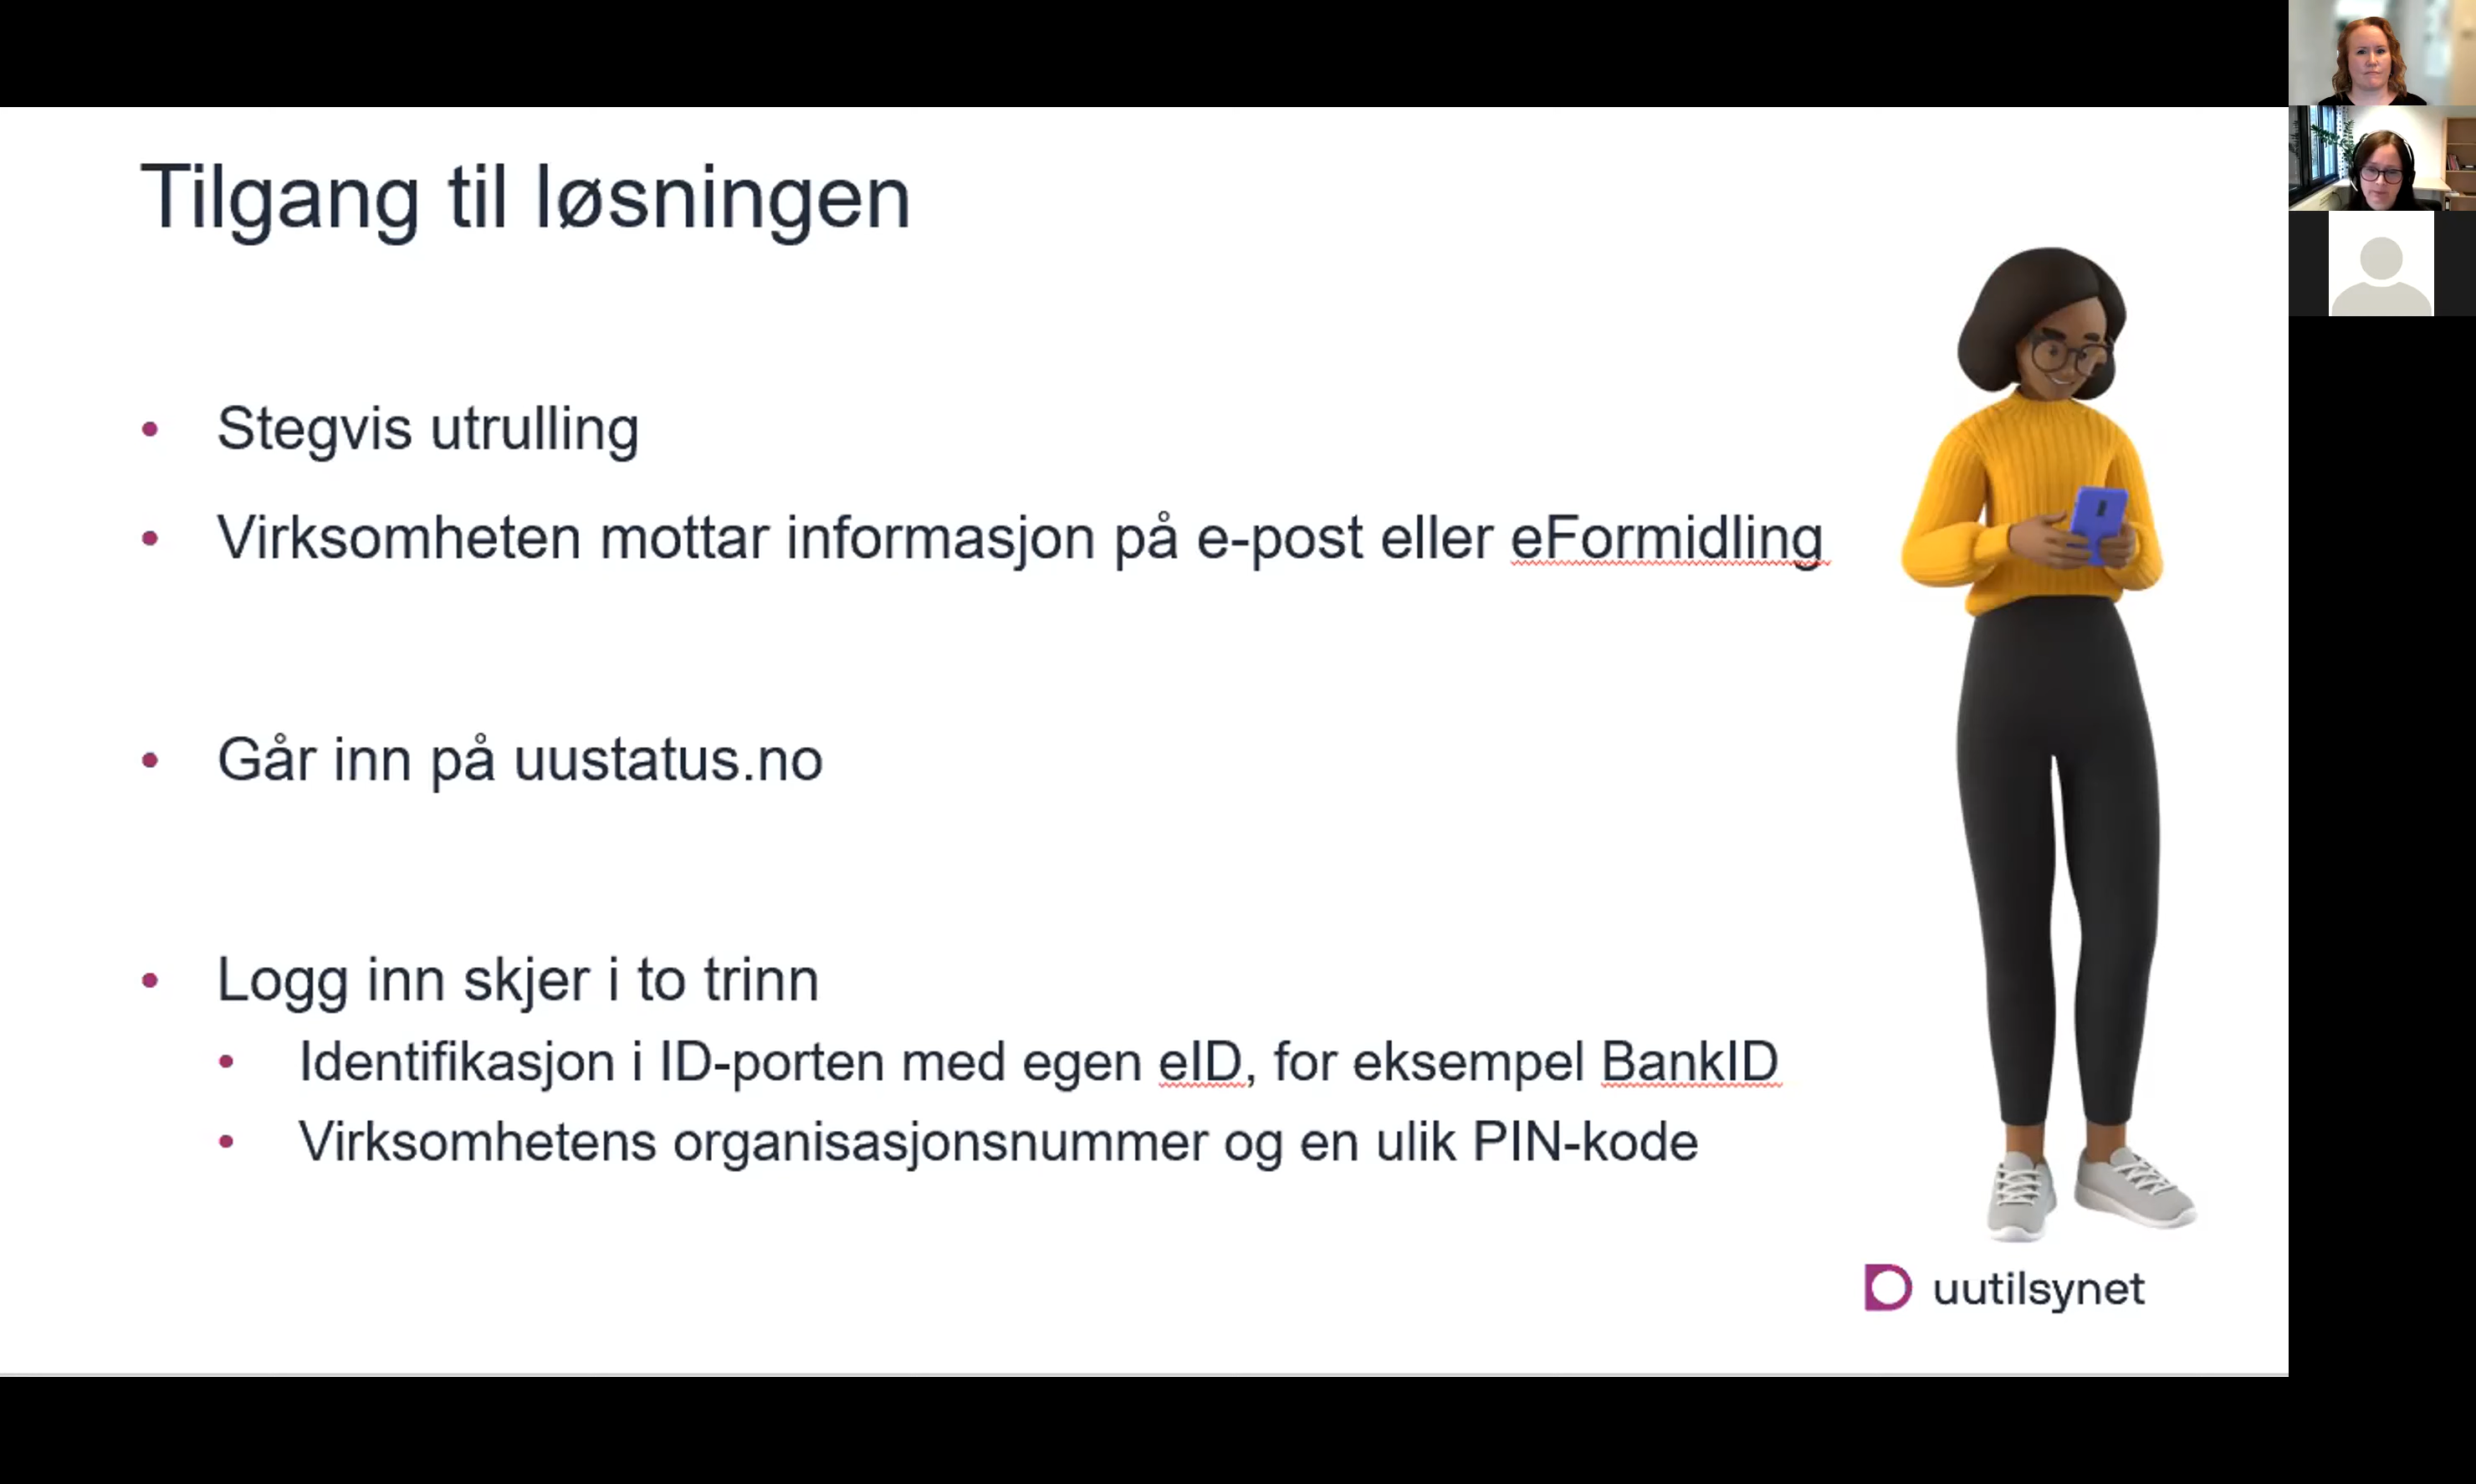 Tilgang til løsningen
Stegvis utrulling
Virksomheten mottar informasjon på e-post eller eFormidling
Går inn på uustatus.no
Logg inn skjer i to trinn
Identifikasjon i ID-porten med egen eID, for eksempel BankID
Virksomhetens organisasjonsnummer og en ulik PIN-kode
uutilsynet